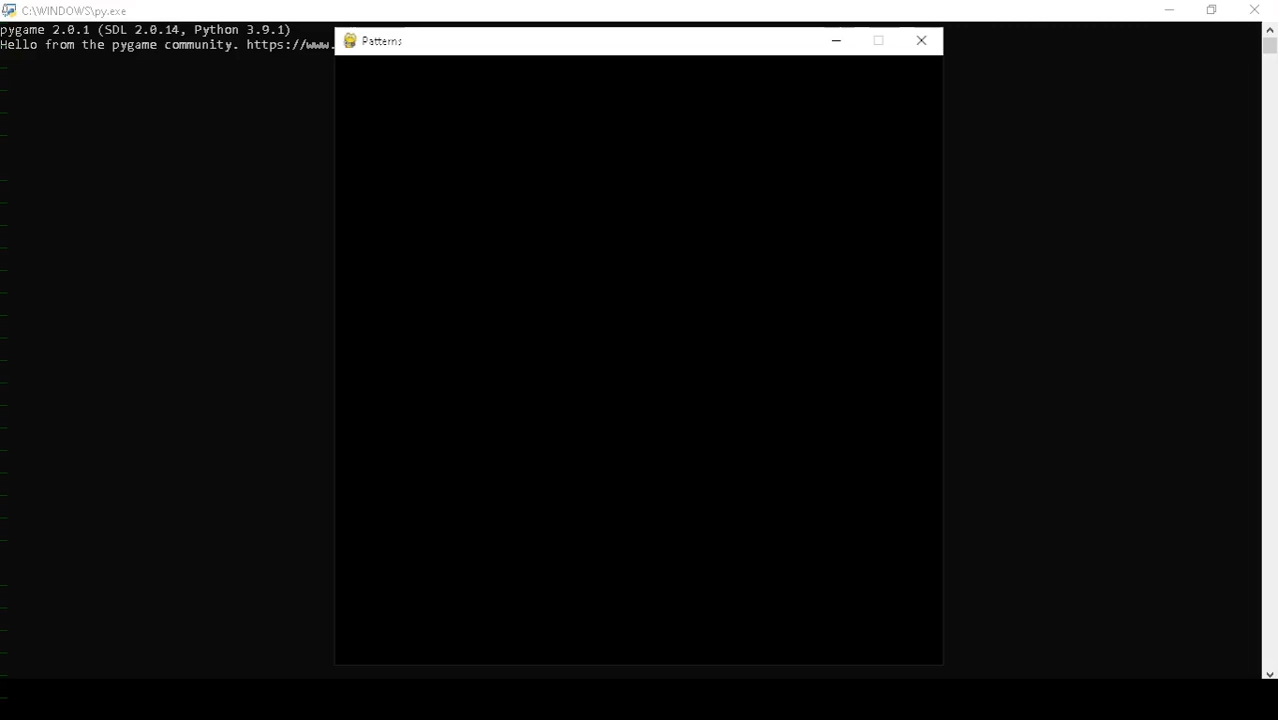 C:\WINDOWS\py.exe
pygame 2.0.1 (SDL 2.0.14, Python 3.9.1)
Hello from the pygame community. https://www.
Patterns